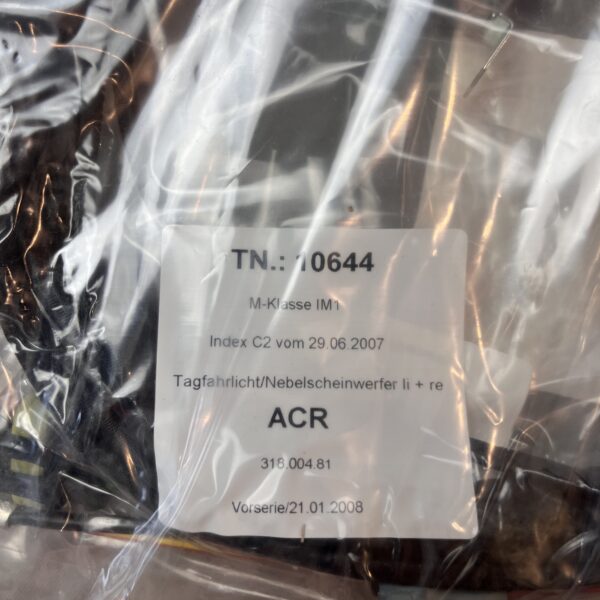 TN.: 10644
M-Klasse IM1
Index C2 vom 29.06.2007
Tagfahrlicht/Nebelscheinwerfer li + re
ACR
318.004.81
Vorserie/21.01.2008